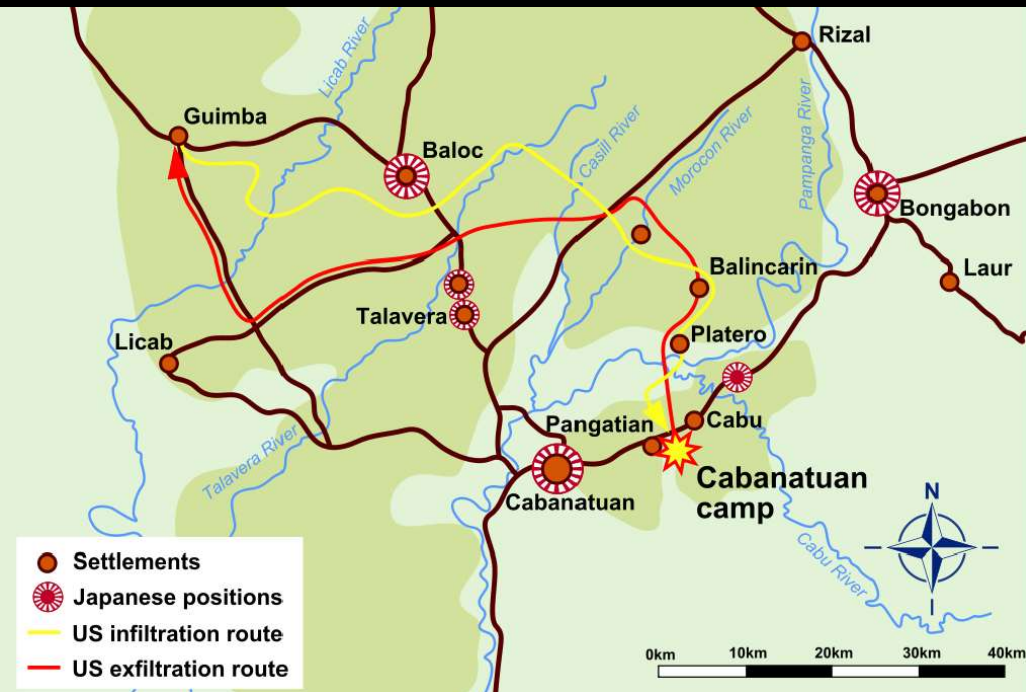 Rizal
Licab River
Guimba
Baloc
Casill River
Morocon River
Pampanga River
Bongabon
Balincarin
Laur
Talavera
Platero
Licab
Pangatian
Cabu
Talavera River
Cabanatuan
Cabanatuan
camp
Cabu River
N
Settlements
Japanese positions
US infiltration route
US exfiltration route
0km 10km 20km 30km 40km